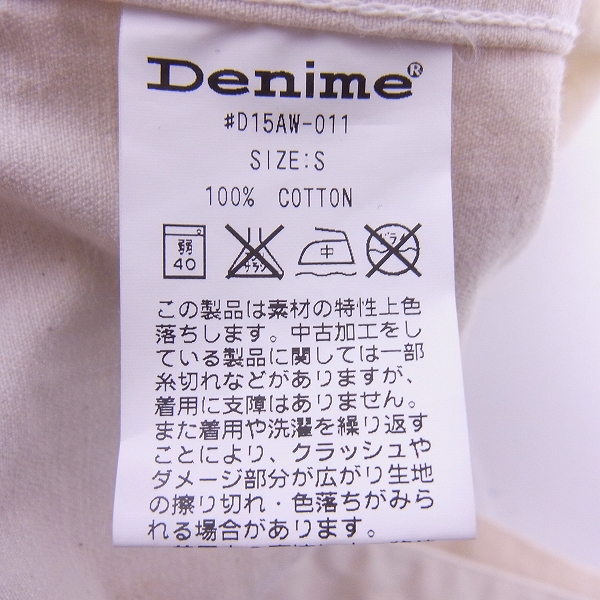 Denime®
#D15AW-011
SIZE:S
100% COTTON
弱 40 サラシ 中 ドライ
この製品は素材の特性上色
落ちします。中古加工をし
ている製品に関しては一部
糸切れなどがありますが、
着用に支障はありません。
また着用や洗濯を繰り返す
ことにより、クラッシュや
ダメージ部分が広がり生地
の擦り切れ・色落ちがみら
れる場合があります。